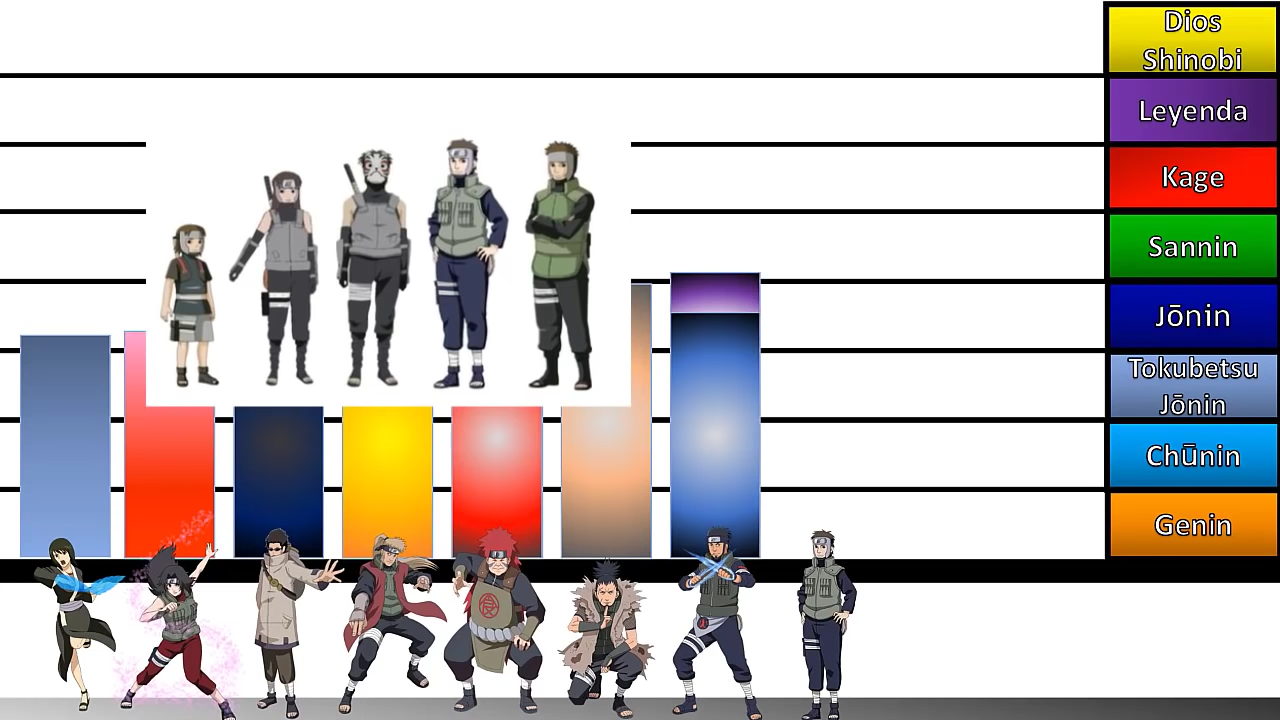 Dios
Shinobi
Leyenda
Kage
Sannin
Jōnin
Tokubetsu
Jōnin
Chūnin
Genin